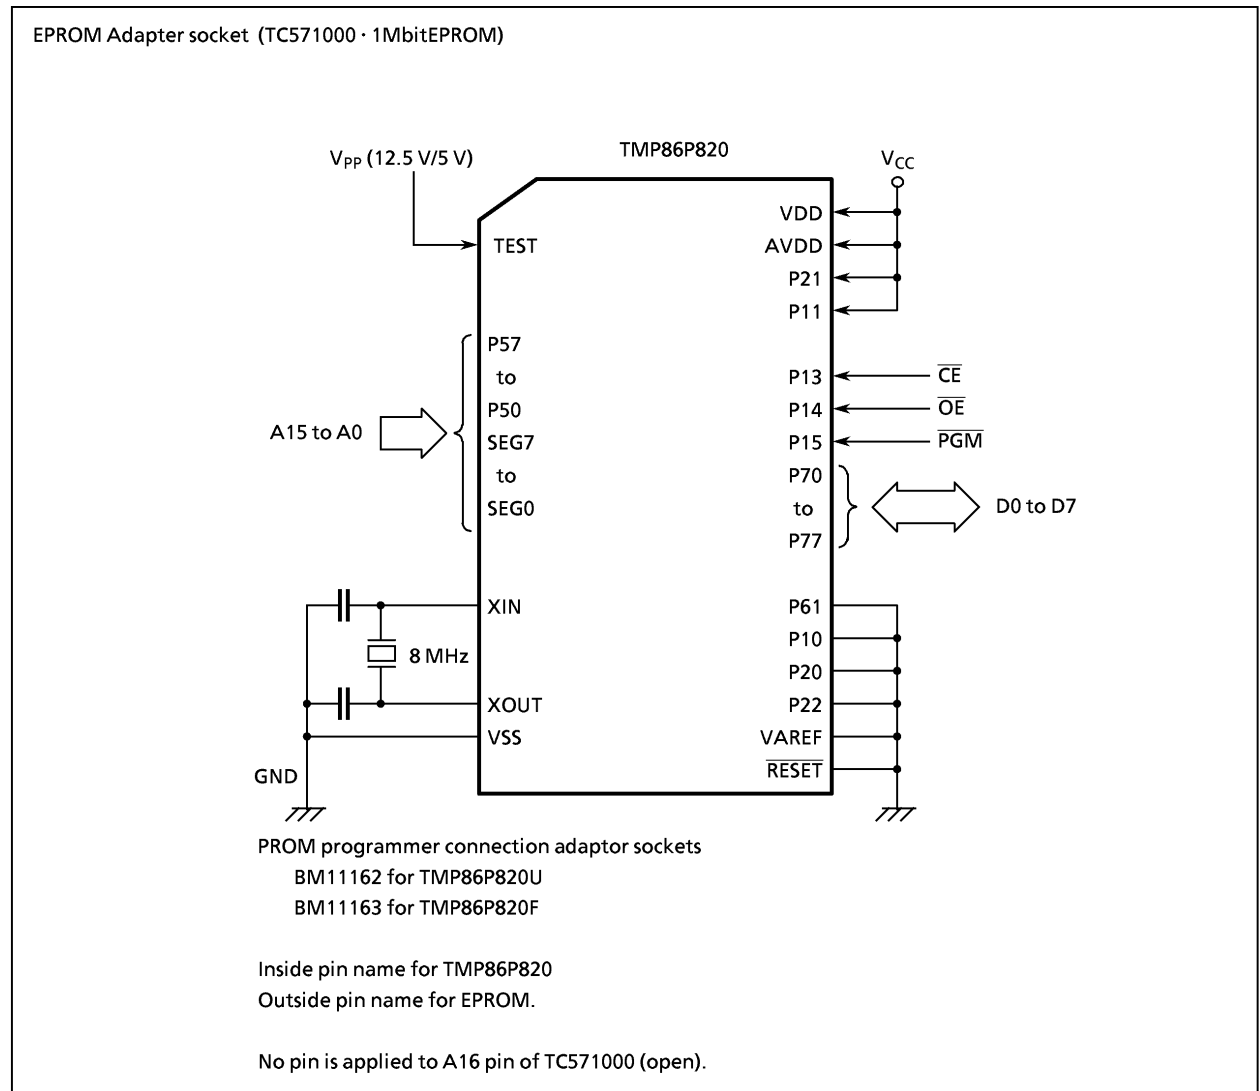 EPROM Adapter socket (TC571000 · 1MbitEPROM)
TMP86P820
VPP (12.5 V/5 V)
VCC
VDD
TEST
AVDD
P21
P11
P57
to
P50
SEG7
to
SEG0
A15 to A0
P13
CE
P14
OE
P15
PGM
P70
to
P77
D0 to D7
XIN
8 MHz
XOUT
VSS
GND
P61
P10
P20
P22
VAREF
RESET
PROM programmer connection adaptor sockets
BM11162 for TMP86P820U
BM11163 for TMP86P820F
Inside pin name for TMP86P820
Outside pin name for EPROM.
No pin is applied to A16 pin of TC571000 (open).